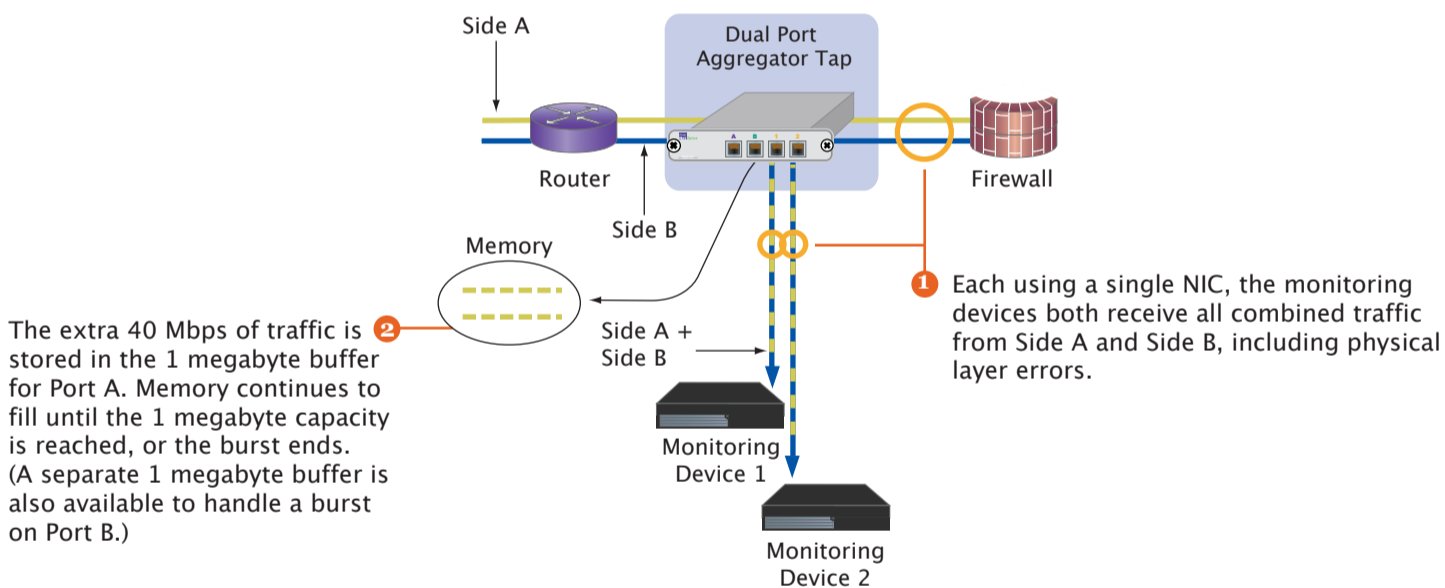 Side A
Dual Port
Aggregator Tap
A B 1 2
Router
Firewall
Side B
Memory
1 Each using a single NIC, the monitoring
devices both receive all combined traffic
from Side A and Side B, including physical
layer errors.
2
The extra 40 Mbps of traffic is
stored in the 1 megabyte buffer
for Port A. Memory continues to
fill until the 1 megabyte capacity
is reached, or the burst ends.
(A separate 1 megabyte buffer is
also available to handle a burst
on Port B.)
Side A +
Side B
Monitoring
Device 1
Monitoring
Device 2